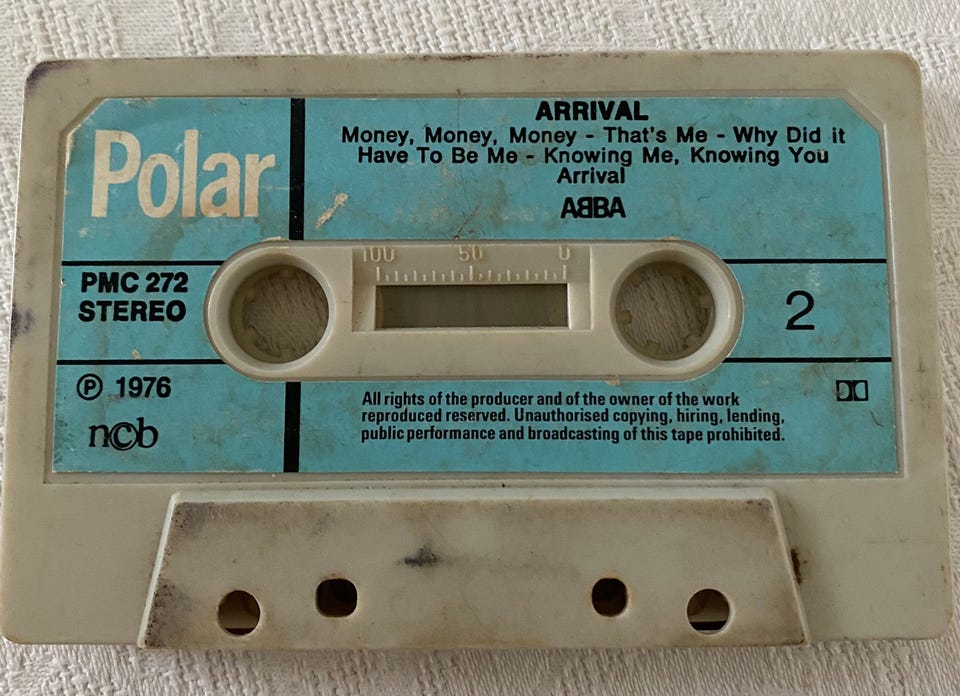 Polar
ARRIVAL
Money, Money, Money - That's Me - Why Did it
Have To Be Me - Knowing Me, Knowing You
Arrival
ABBA
PMC 272
STEREO
100 50 0
2
℗ 1976
ncb
All rights of the producer and of the owner of the work
reproduced reserved. Unauthorised copying, hiring, lending,
public performance and broadcasting of this tape prohibited.